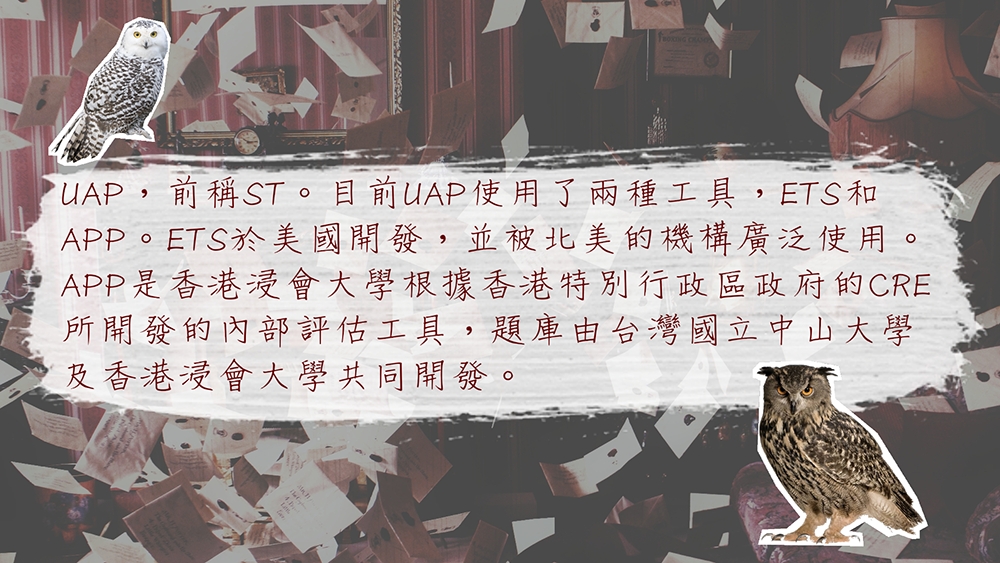 UAP，前稱ST。目前UAP使用了兩種工具，ETS和
APP。ETS於美國開發，並被北美的機構廣泛使用。
APP是香港浸會大學根據香港特別行政區政府的CRE
所開發的內部評估工具，題庫由台灣國立中山大學
及香港浸會大學共同開發。